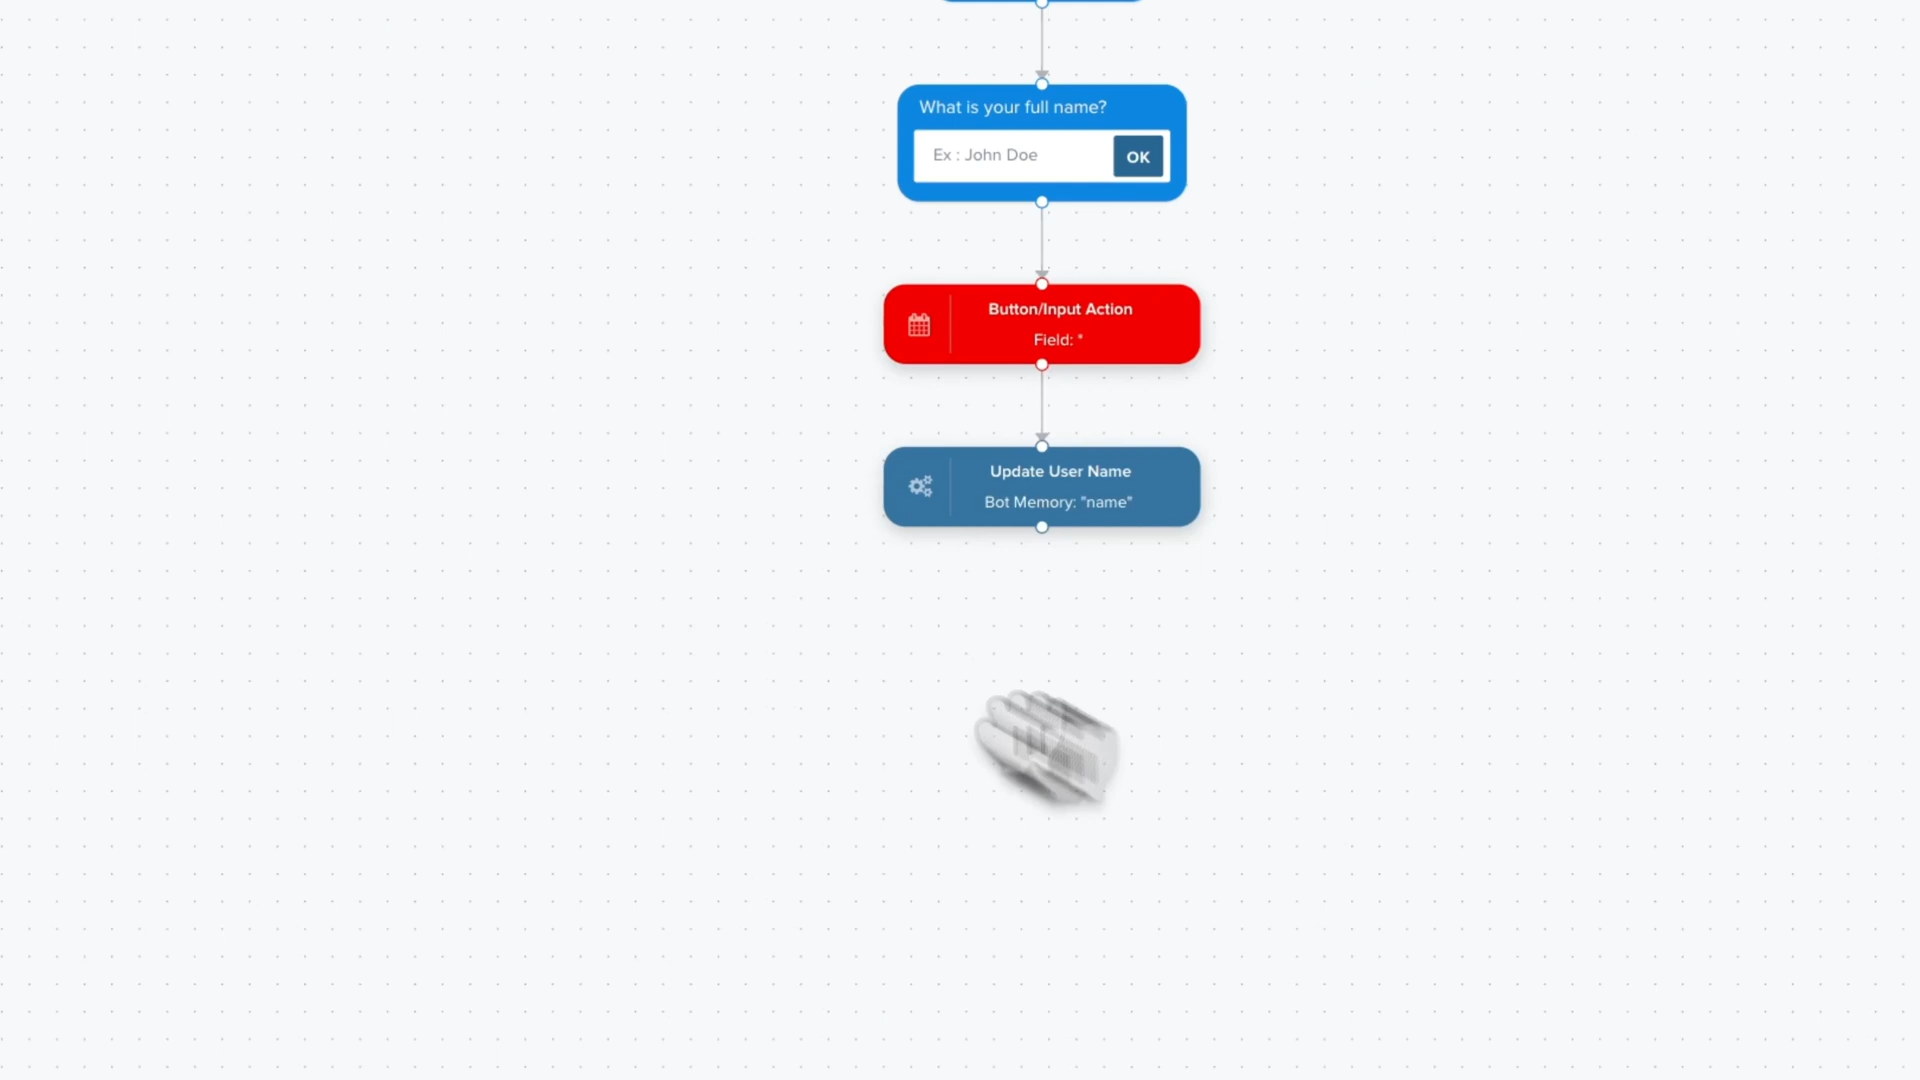 What is your full name?
Ex : John Doe
OK
Button/Input Action
Field: *
Update User Name
Bot Memory: "name"